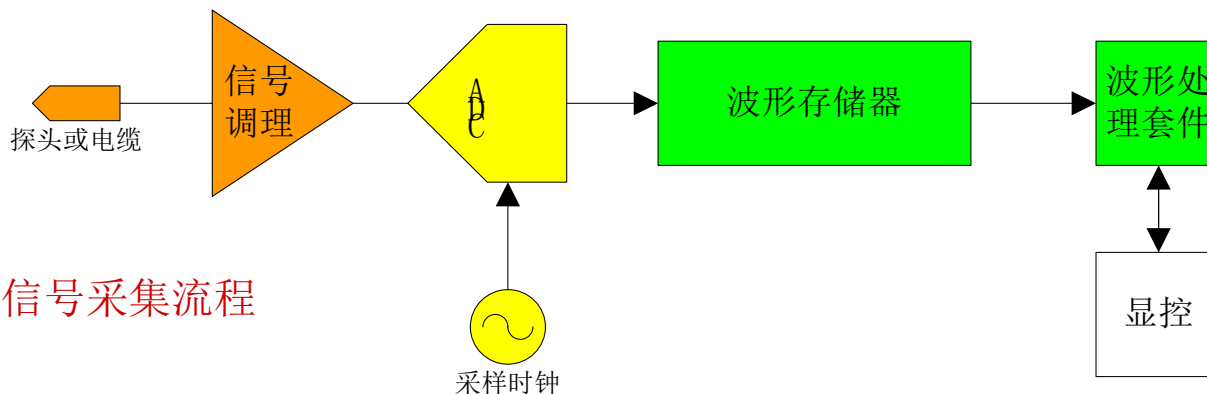 信号
调理
ADC
波形存储器
波形处
理套件
探头或电缆
信号采集流程
显控
采样时钟